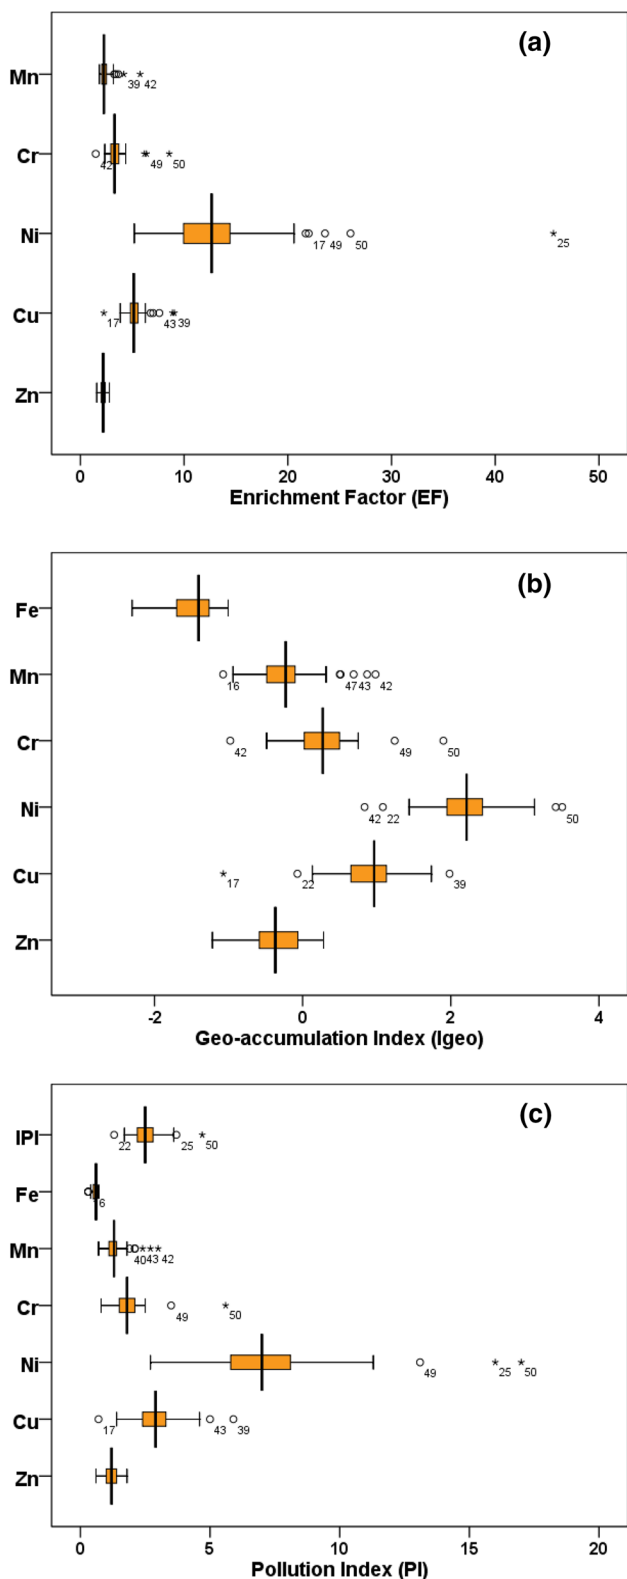 (a)
Mn
39 42
Cr
42 49 50
Ni
17 49 50 25
Cu
17 43 39
Zn
0 10 20 30 40 50
Enrichment Factor (EF)
(b)
Fe
Mn
16 47 43 42
Cr
42 49 50
Ni
42 22 50
Cu
17 22 39
Zn
-2 0 2 4
Geo-accumulation Index (Igeo)
(c)
IPI
22 25 50
Fe
Mn
40 43 42
Cr
49 50
Ni
49 25 50
Cu
17 43 39
Zn
0 5 10 15 20
Pollution Index (PI)